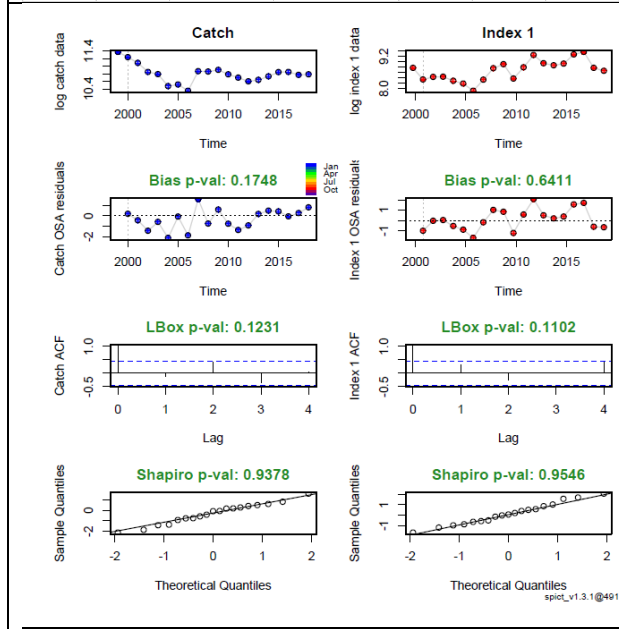 Catch
log catch data
11.4
10.4
2000 2005 2010 2015
Time
Index 1
log index 1 data
9.2
8.0
2000 2005 2010 2015
Time
Bias p-val: 0.1748
Jan
Apr
Jul
Oct
Catch OSA residuals
0
-2
2000 2005 2010 2015
Time
Bias p-val: 0.6411
Index 1 OSA residuals
1
-1
2000 2005 2010 2015
Time
LBox p-val: 0.1231
Catch ACF
1.0
-0.5
0 1 2 3 4
Lag
LBox p-val: 0.1102
Index 1 ACF
1.0
-0.5
0 1 2 3 4
Lag
Shapiro p-val: 0.9378
Sample Quantiles
0
-2
-2 -1 0 1 2
Theoretical Quantiles
Shapiro p-val: 0.9546
Sample Quantiles
1
-1
-2 -1 0 1 2
Theoretical Quantiles
spict_v1.3.1@491